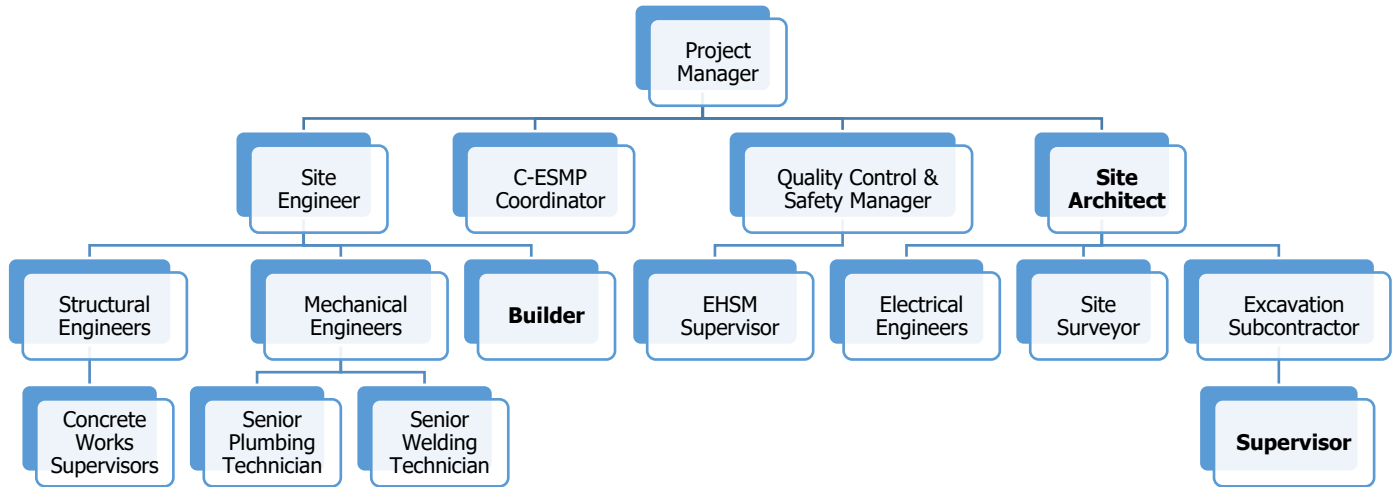 Project
Manager
Site
Engineer
C-ESMP
Coordinator
Quality Control &
Safety Manager
Site
Architect
Structural
Engineers
Mechanical
Engineers
Builder
EHSM
Supervisor
Electrical
Engineers
Site
Surveyor
Excavation
Subcontractor
Concrete
Works
Supervisors
Senior
Plumbing
Technician
Senior
Welding
Technician
Supervisor